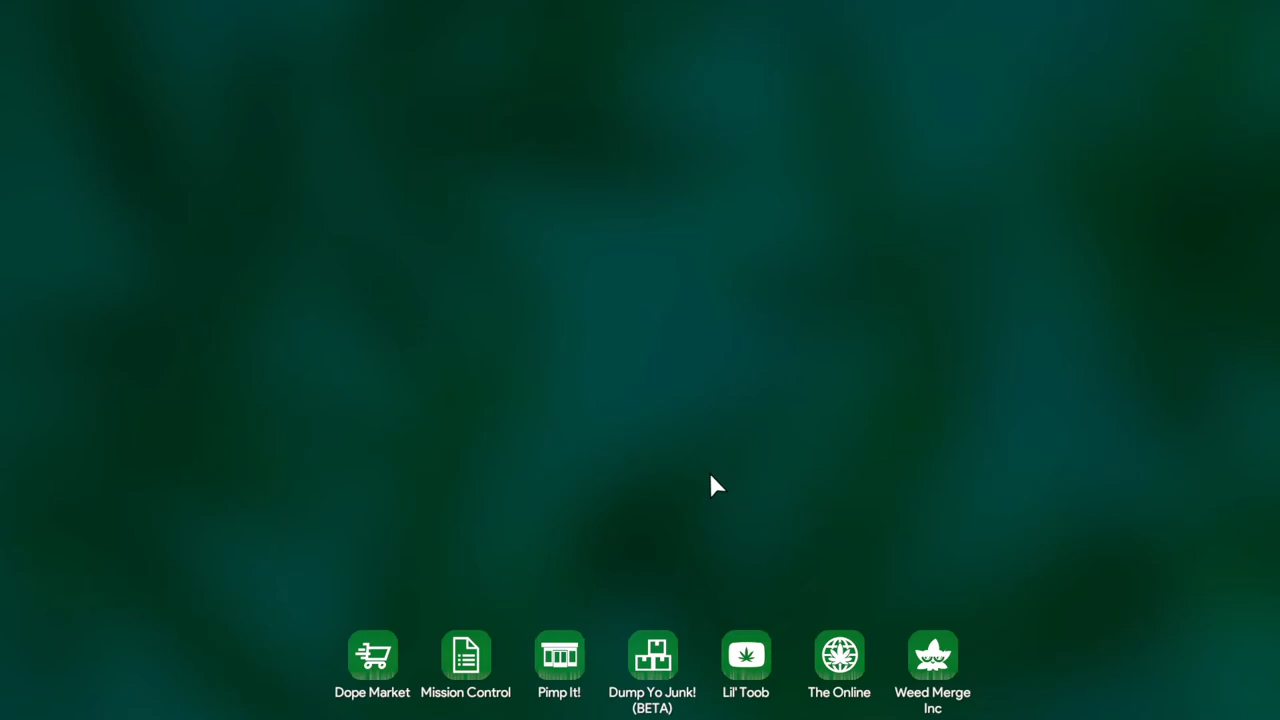 Dope Market
Mission Control
Pimp It!
Dump Yo Junk!
(BETA)
Lil' Toob
The Online
Weed Merge
Inc